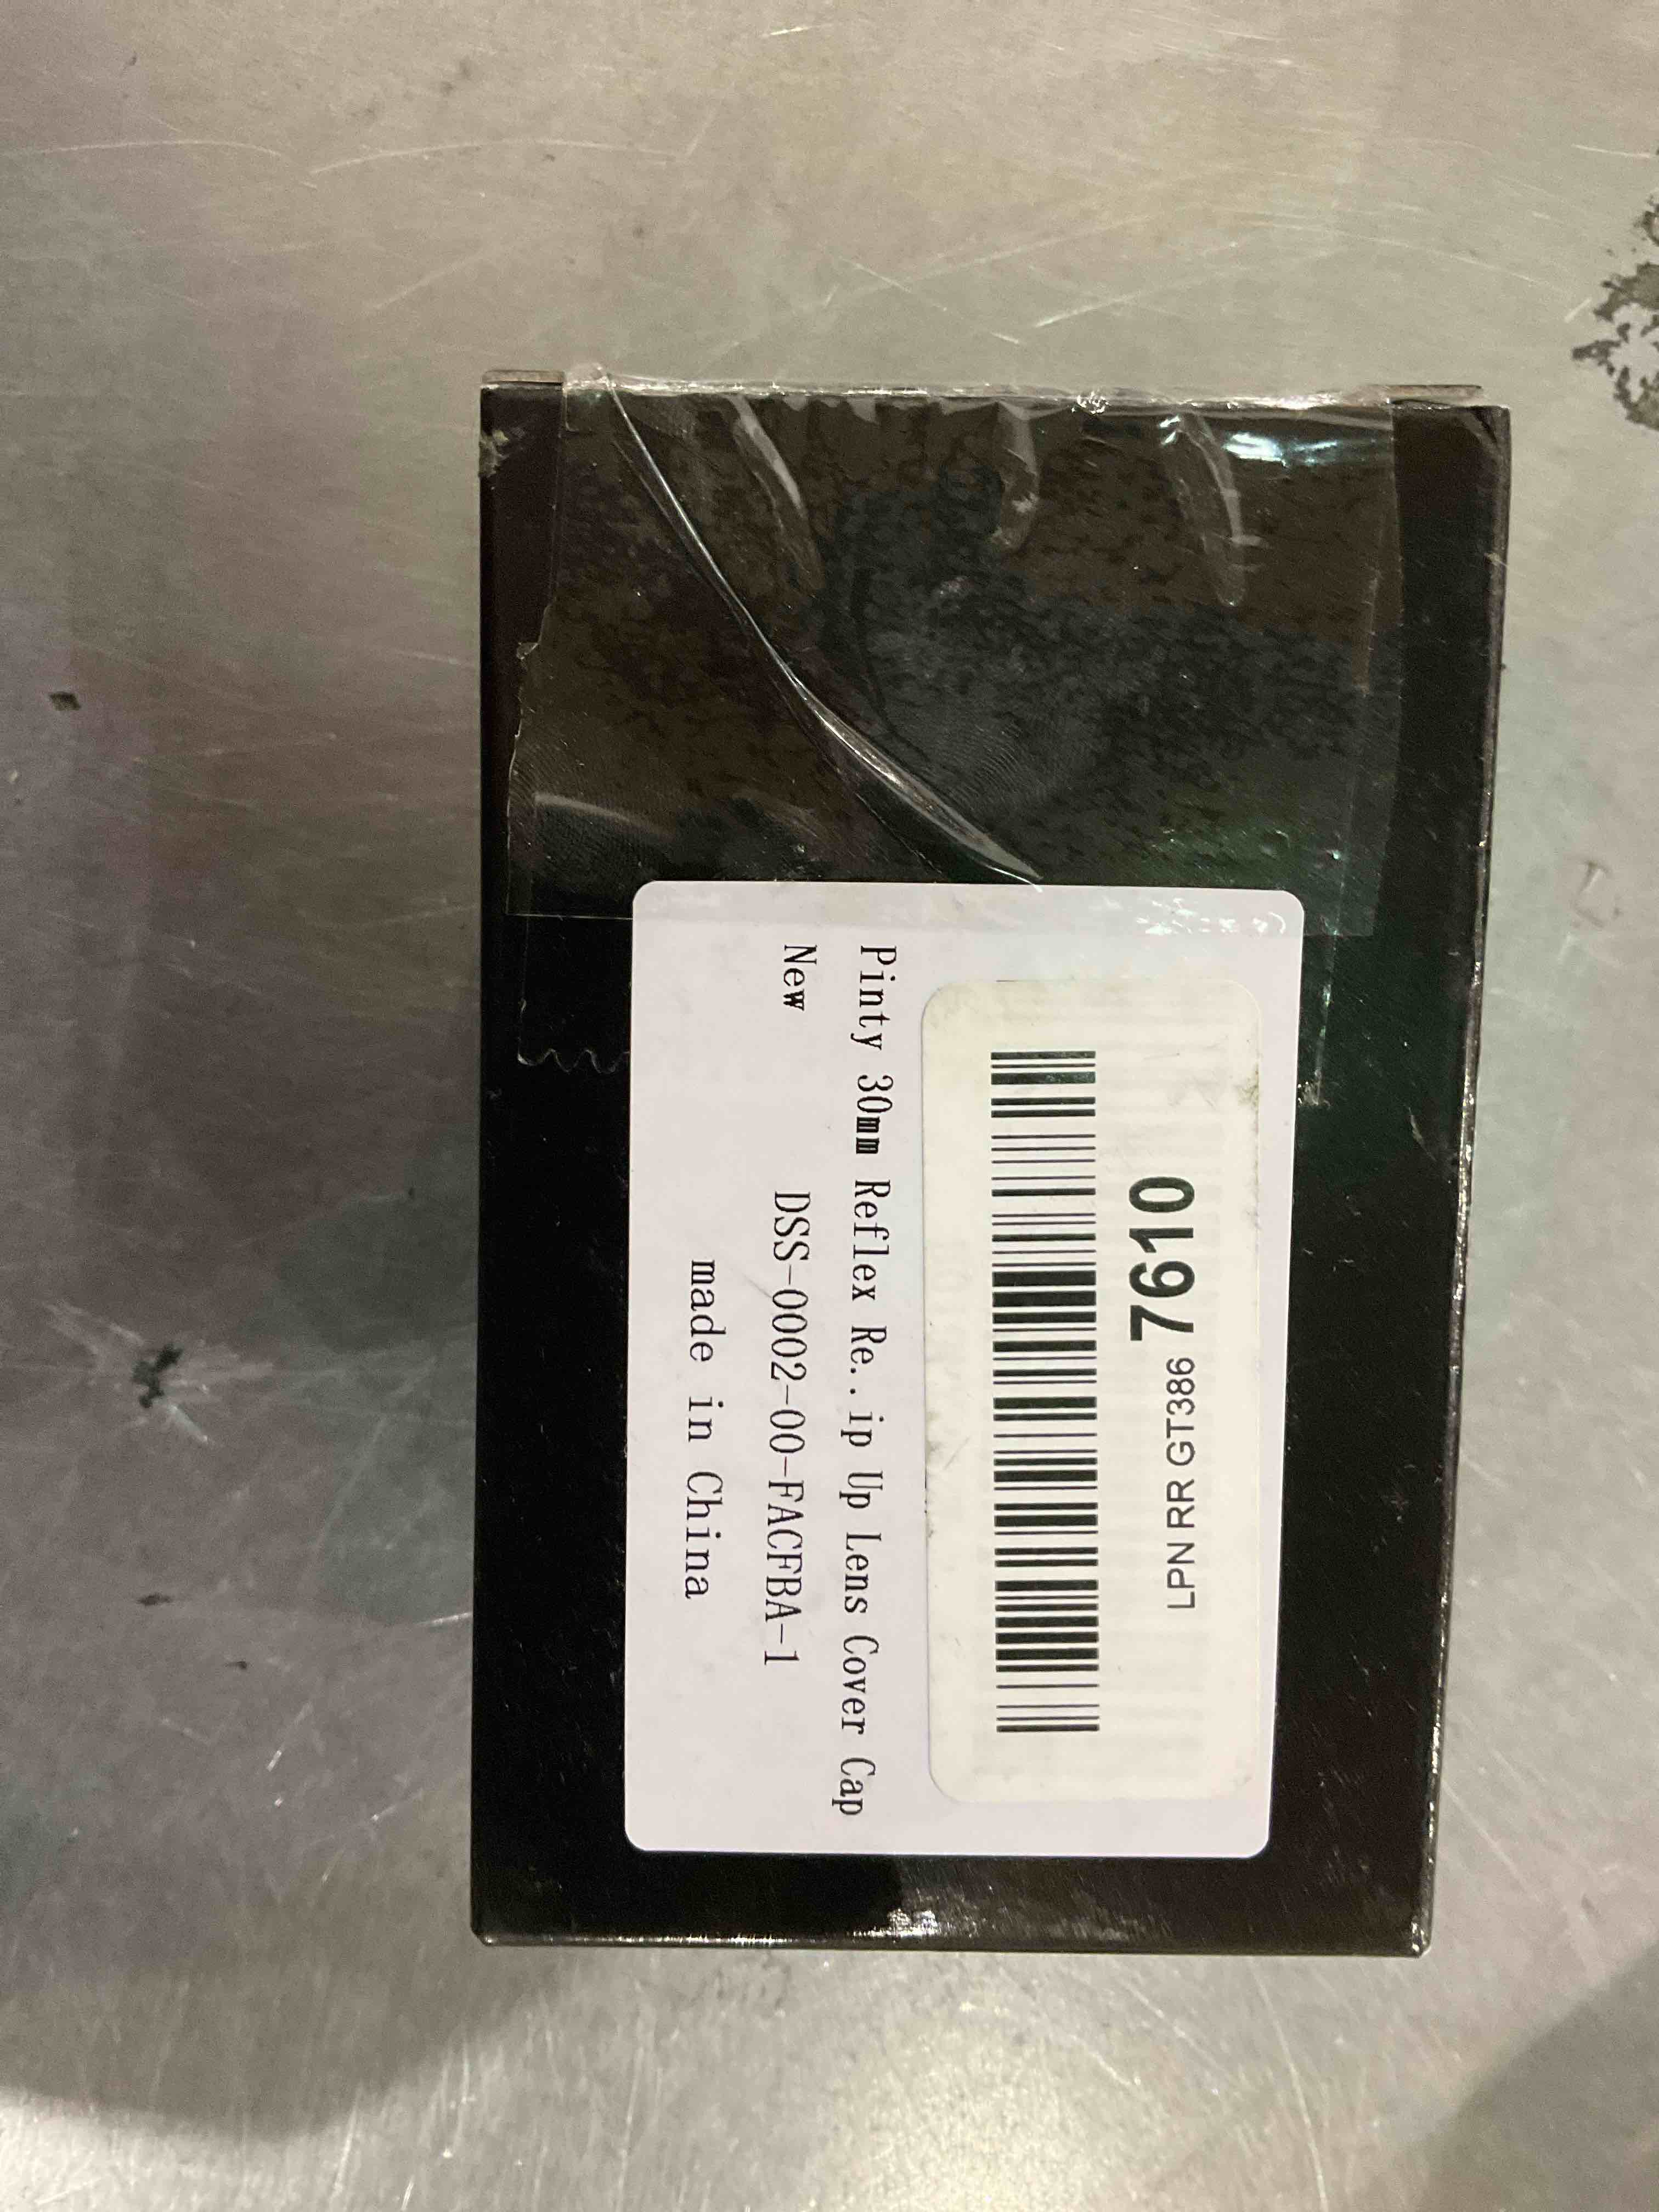 LPN RR GT386 7610
Pinty 30mm Reflex Re..ip Up Lens Cover Cap
New DSS-0002-00-FACFBA-1
made in China